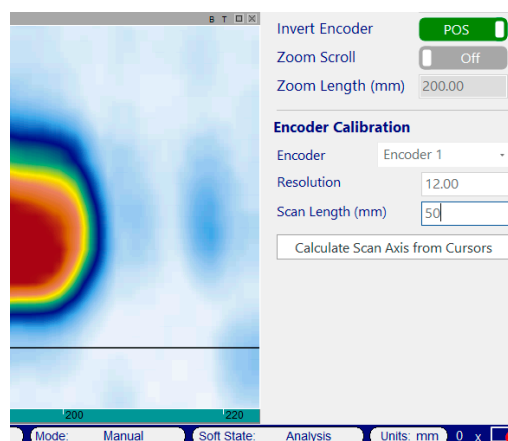 B T
Invert Encoder POS
Zoom Scroll Off
Zoom Length (mm) 200.00
Encoder Calibration
Encoder Encoder 1
Resolution 12.00
Scan Length (mm) 50
Calculate Scan Axis from Cursors
200 220
Mode: Manual Soft State: Analysis Units: mm 0 x